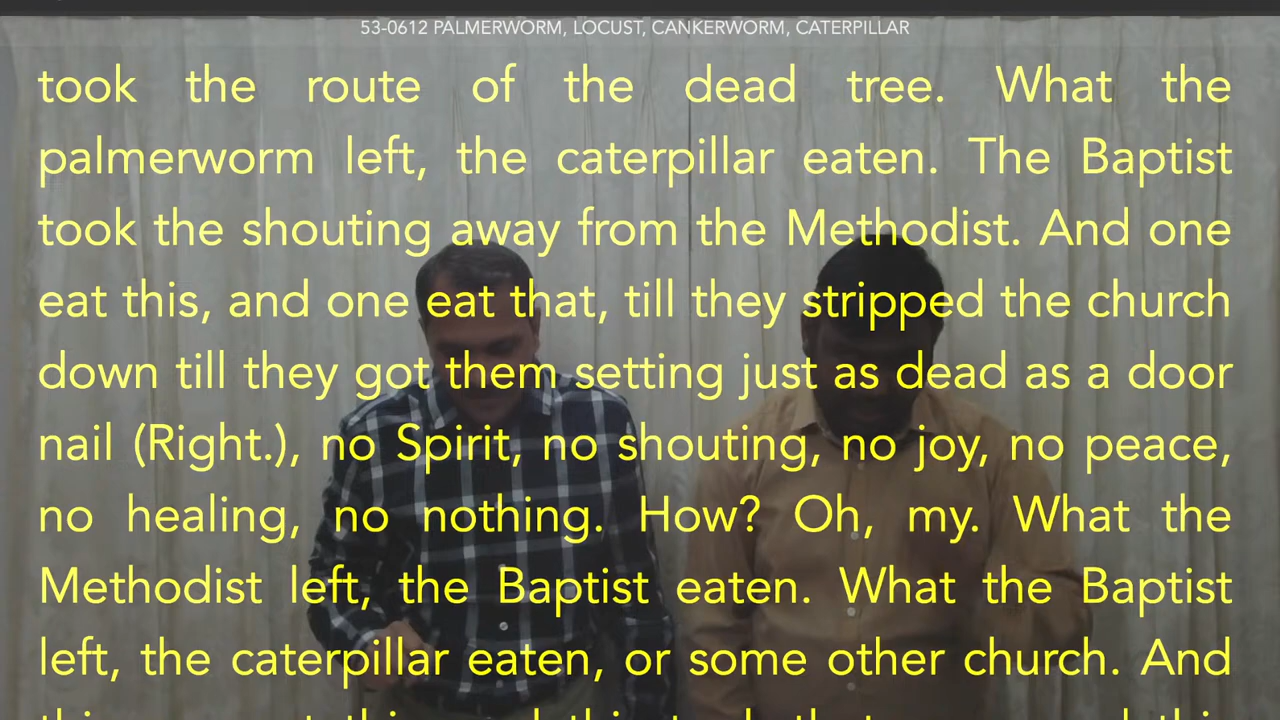 53-0612 PALMERWORM, LOCUST, CANKERWORM, CATERPILLAR
took the route of the dead tree. What the
palmerworm left, the caterpillar eaten. The Baptist
took the shouting away from the Methodist. And one
eat this, and one eat that, till they stripped the church
down till they got them setting just as dead as a door
nail (Right.), no Spirit, no shouting, no joy, no peace,
no healing, no nothing. How? Oh, my. What the
Methodist left, the Baptist eaten. What the Baptist
left, the caterpillar eaten, or some other church. And